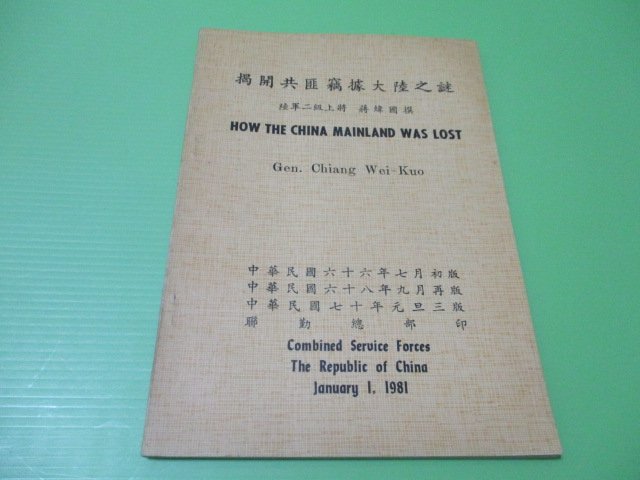 揭開共匪竊據大陸之謎
陸軍二級上將 蔣緯國撰
HOW THE CHINA MAINLAND WAS LOST
Gen. Chiang Wei-Kuo
中華民國六十六年七月初版
中華民國六十八年九月再版
中華民國七十年元旦三版
聯勤總部印
Combined Service Forces
The Republic of China
January 1, 1981